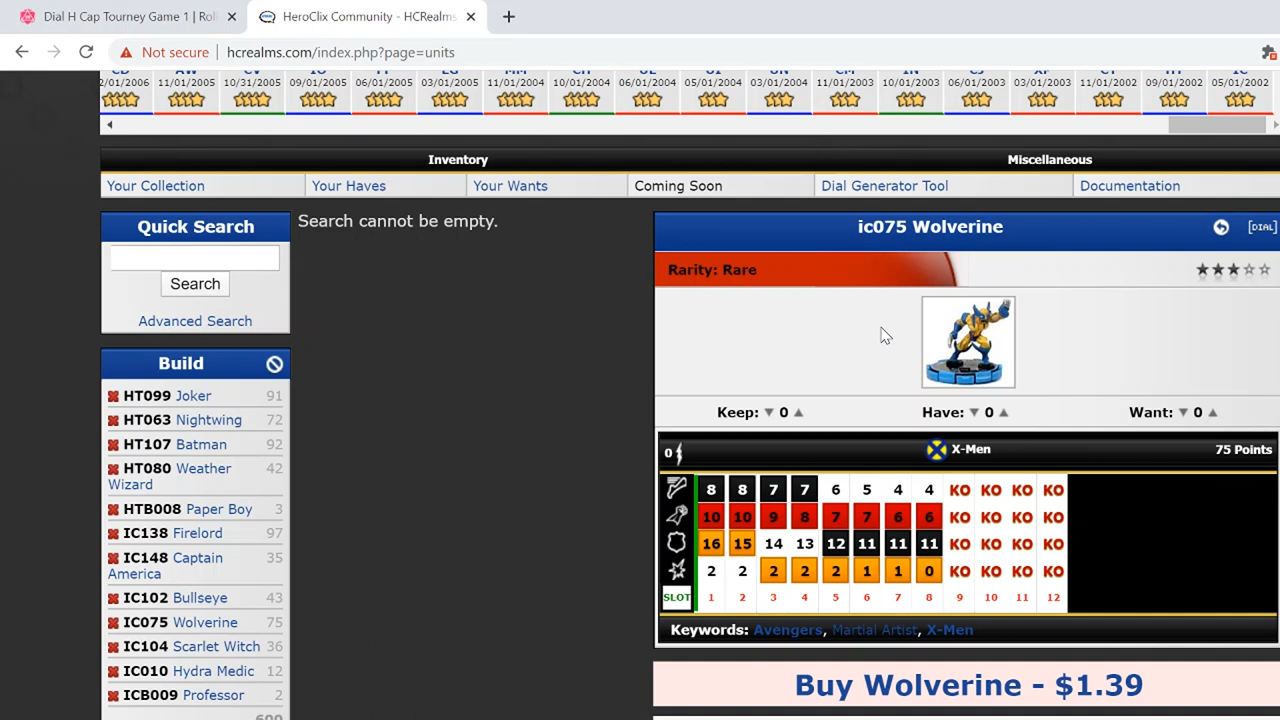 Dial H Cap Tourney Game 1 | Rol
HeroClix Community - HCRealms
Not secure hcrealms.com/index.php?page=units
2/01/2006 11/01/2005 10/31/2005 09/01/2005 06/01/2005 03/01/2005 11/01/2004 10/01/2004 06/01/2004 05/01/2004 03/01/2004 11/01/2003 10/01/2003 06/01/2003 03/01/2003 11/01/2002 09/01/2002 05/01/2002
Inventory Miscellaneous
Your Collection Your Haves Your Wants Coming Soon Dial Generator Tool Documentation
Quick Search
Search
Advanced Search
Build
HT099 Joker 91
HT063 Nightwing 72
HT107 Batman 92
HT080 Weather 42
Wizard
HTB008 Paper Boy 3
IC138 Firelord 97
IC148 Captain 35
America
IC102 Bullseye 43
IC075 Wolverine 75
IC104 Scarlet Witch 36
IC010 Hydra Medic 12
ICB009 Professor 2
Search cannot be empty.
ic075 Wolverine [DIAL]
Rarity: Rare
Keep: 0 Have: 0 Want: 0
0 X-Men 75 Points
8 8 7 7 6 5 4 4 KO KO KO KO
10 10 9 8 7 7 6 6 KO KO KO KO
16 15 14 13 12 11 11 11 KO KO KO KO
2 2 2 2 2 1 1 0 KO KO KO KO
SLOT 1 2 3 4 5 6 7 8 9 10 11 12
Keywords: Avengers, Martial Artist, X-Men
Buy Wolverine - $1.39